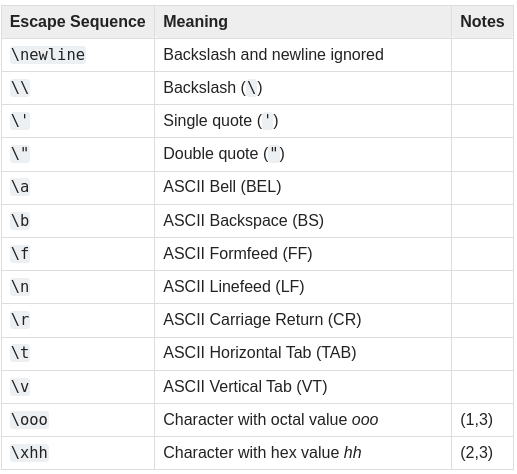 Escape Sequence Meaning Notes
\newline Backslash and newline ignored
\\ Backslash (\)
\' Single quote (')
\" Double quote (")
\a ASCII Bell (BEL)
\b ASCII Backspace (BS)
\f ASCII Formfeed (FF)
\n ASCII Linefeed (LF)
\r ASCII Carriage Return (CR)
\t ASCII Horizontal Tab (TAB)
\v ASCII Vertical Tab (VT)
\ooo Character with octal value ooo (1,3)
\xhh Character with hex value hh (2,3)